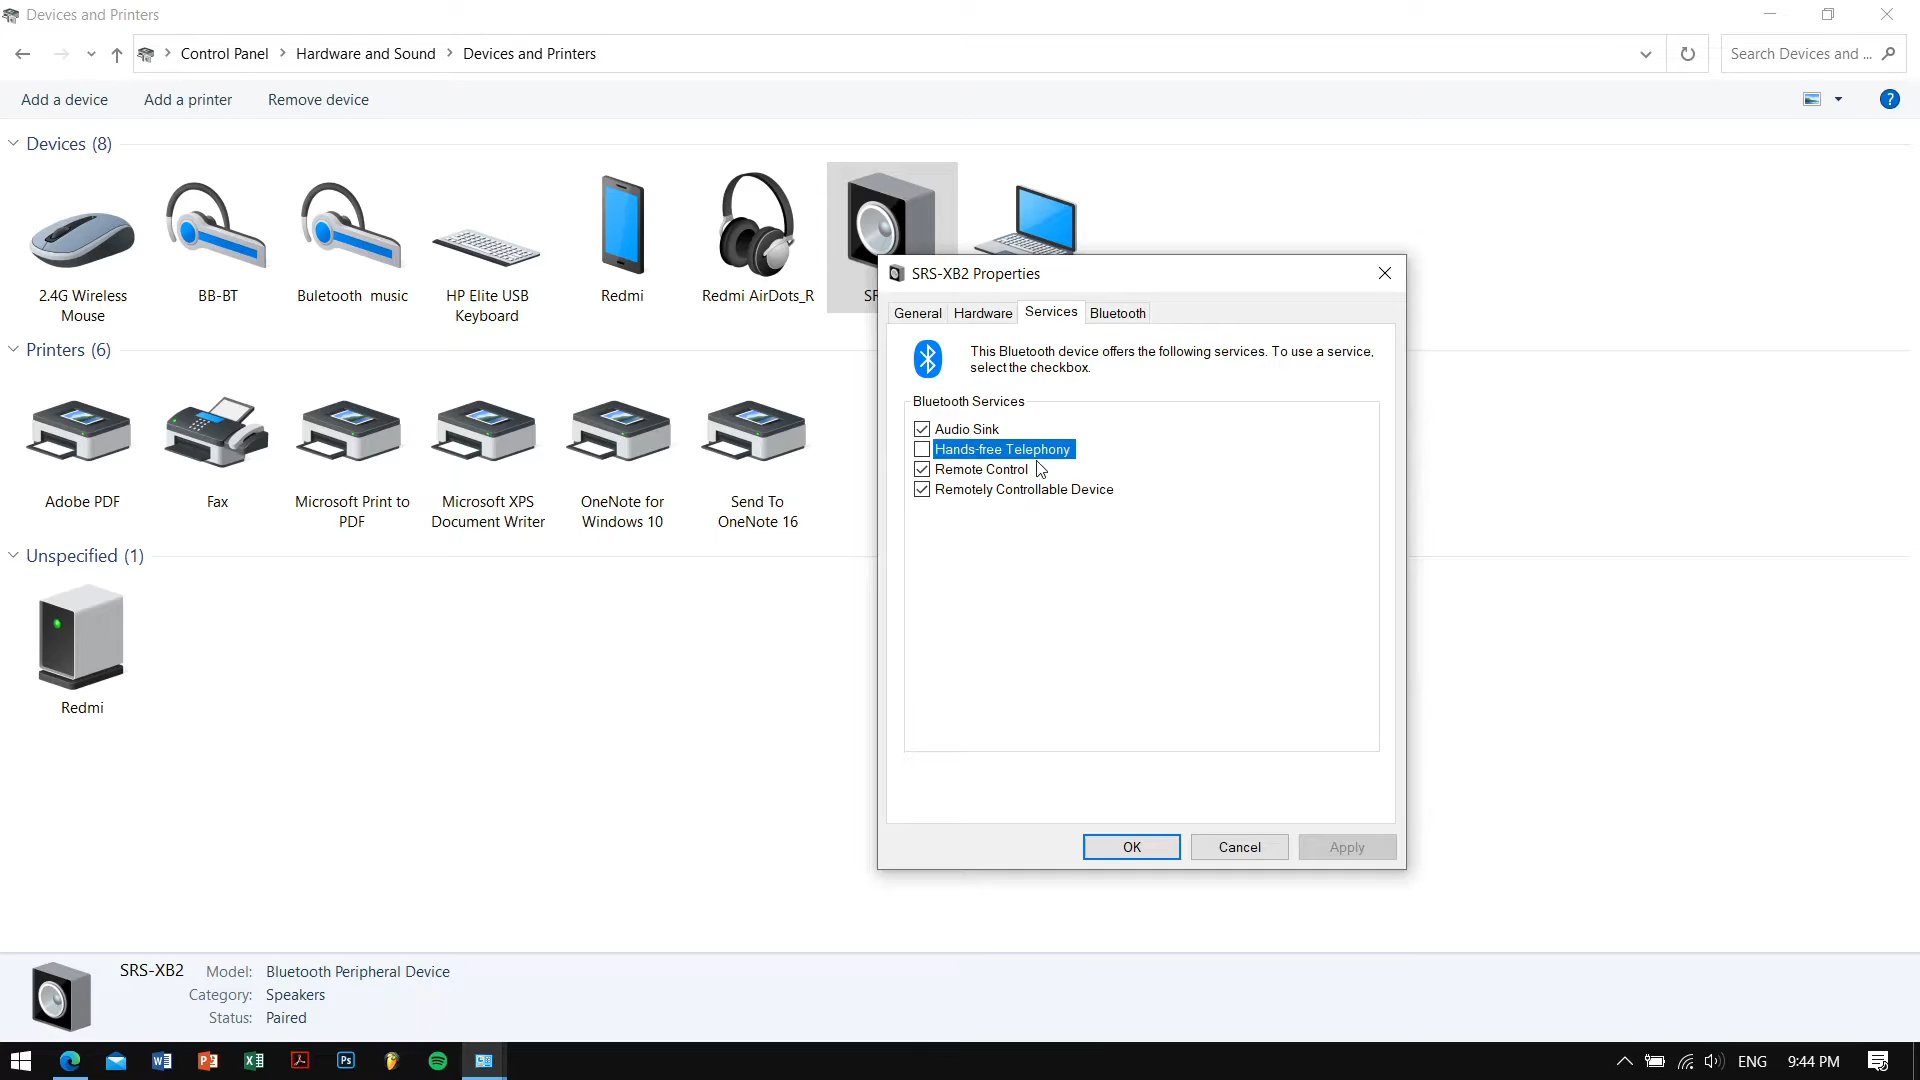 Devices and Printers
Control Panel > Hardware and Sound > Devices and Printers
Search Devices and ...
Add a device
Add a printer
Remove device
?
Devices (8)
2.4G Wireless
Mouse
BB-BT
Buletooth music
HP Elite USB
Keyboard
Redmi
Redmi AirDots_R
SR
Printers (6)
Adobe PDF
Fax
Microsoft Print to
PDF
Microsoft XPS
Document Writer
OneNote for
Windows 10
Send To
OneNote 16
Unspecified (1)
Redmi
SRS-XB2 Properties
General
Hardware
Services
Bluetooth
This Bluetooth device offers the following services. To use a service,
select the checkbox.
Bluetooth Services
Audio Sink
Hands-free Telephony
Remote Control
Remotely Controllable Device
OK
Cancel
Apply
SRS-XB2
Model: Bluetooth Peripheral Device
Category: Speakers
Status: Paired
W
P
X
Ps
ENG
9:44 PM